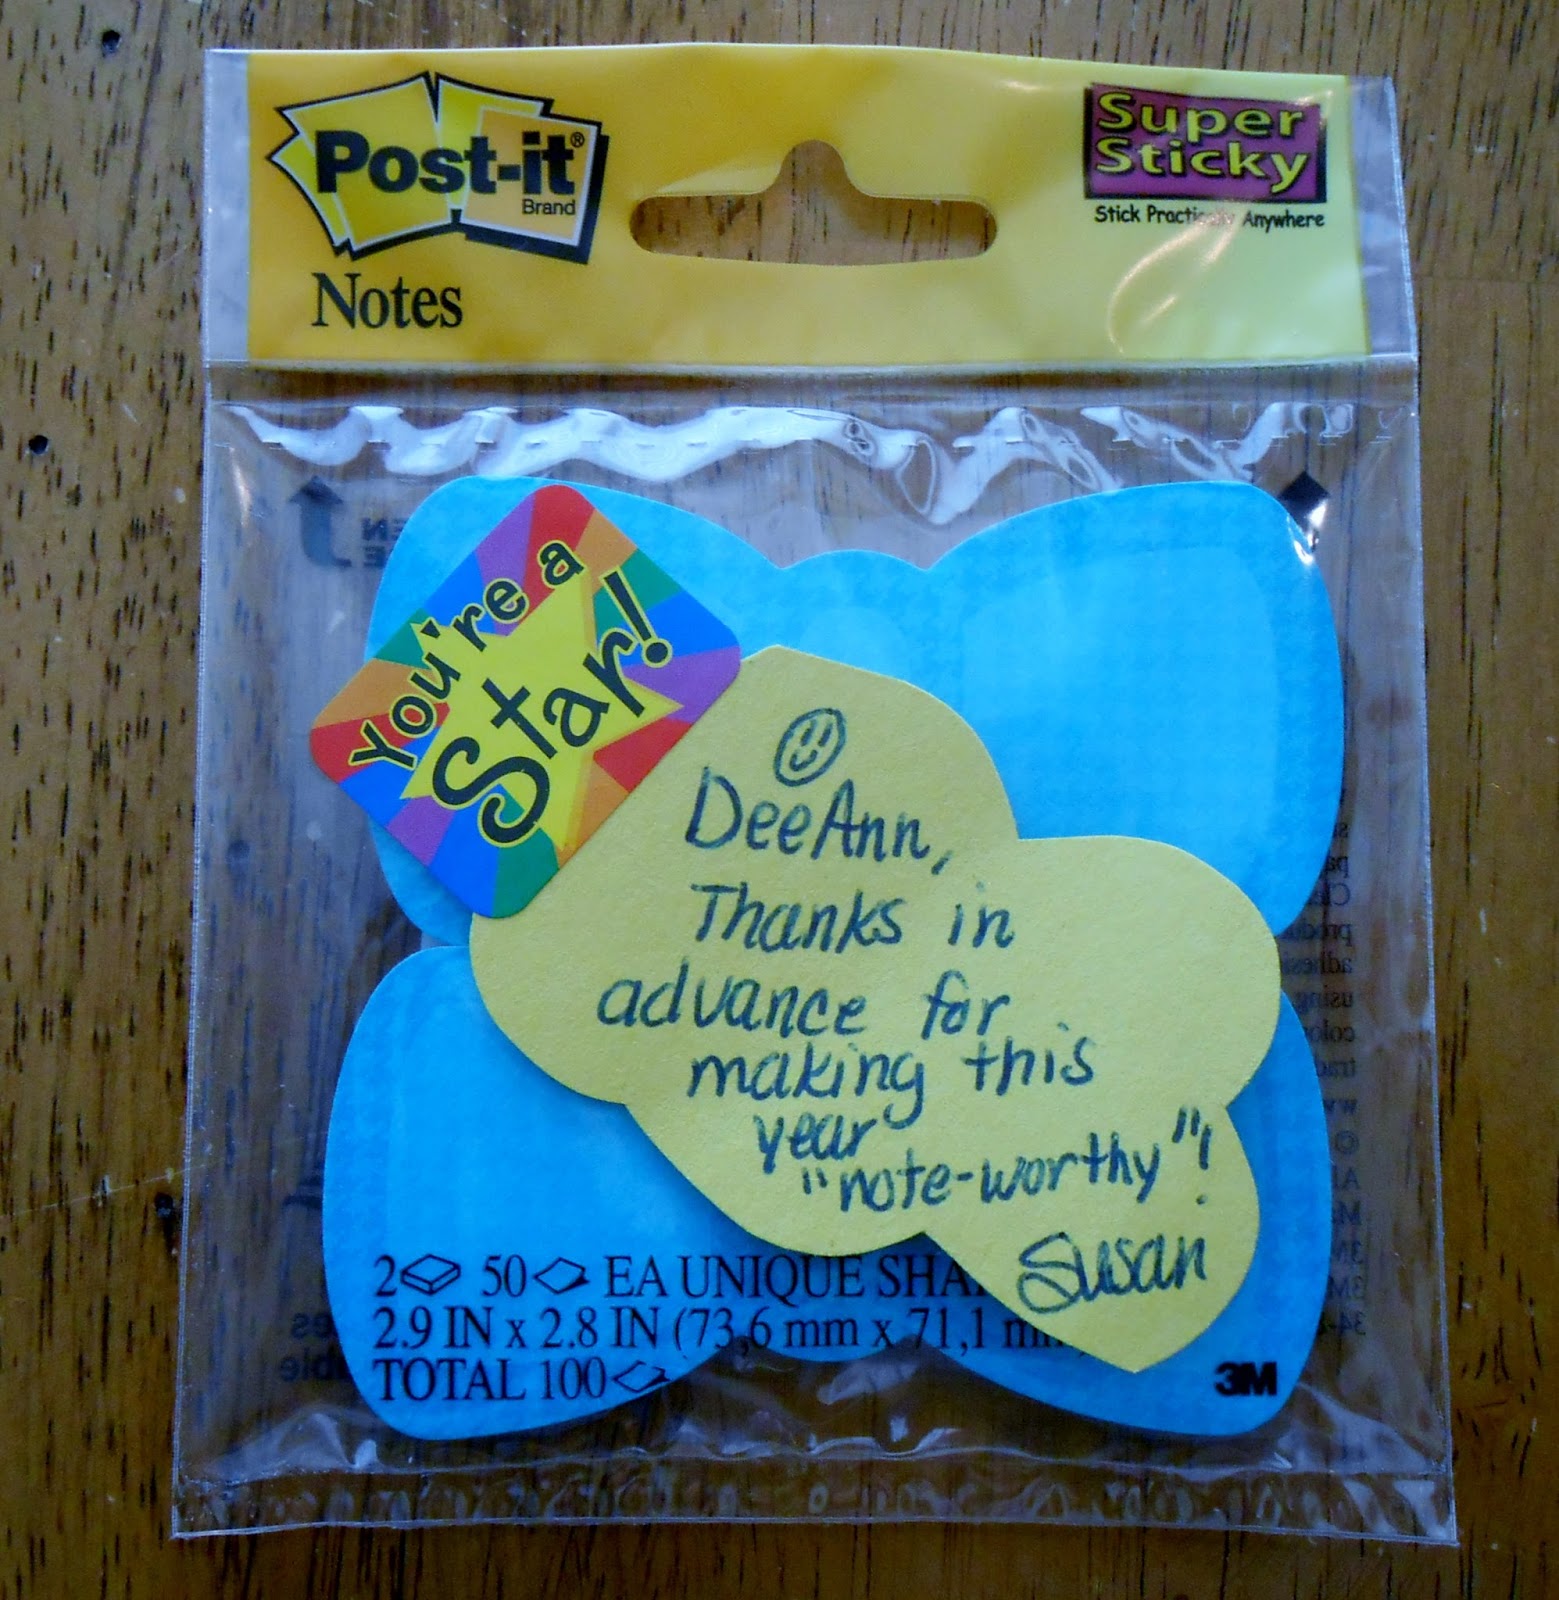 Post-it®
Brand
Notes
Super
Sticky
Stick Practically Anywhere
You're a
Star!
DeeAnn,
Thanks in
advance for
making this
year
"note-worthy"!
Susan
2 50 EA UNIQUE
2.9 IN x 2.8 IN (73,6 mm x 71,1
TOTAL 100
3M